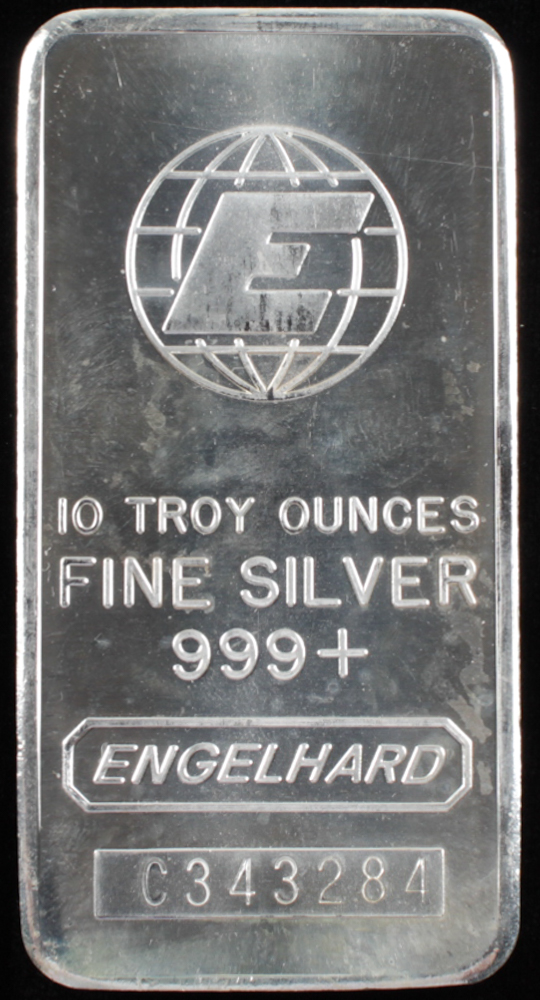 E
10 TROY OUNCES
FINE SILVER
999+
ENGELHARD
C343284